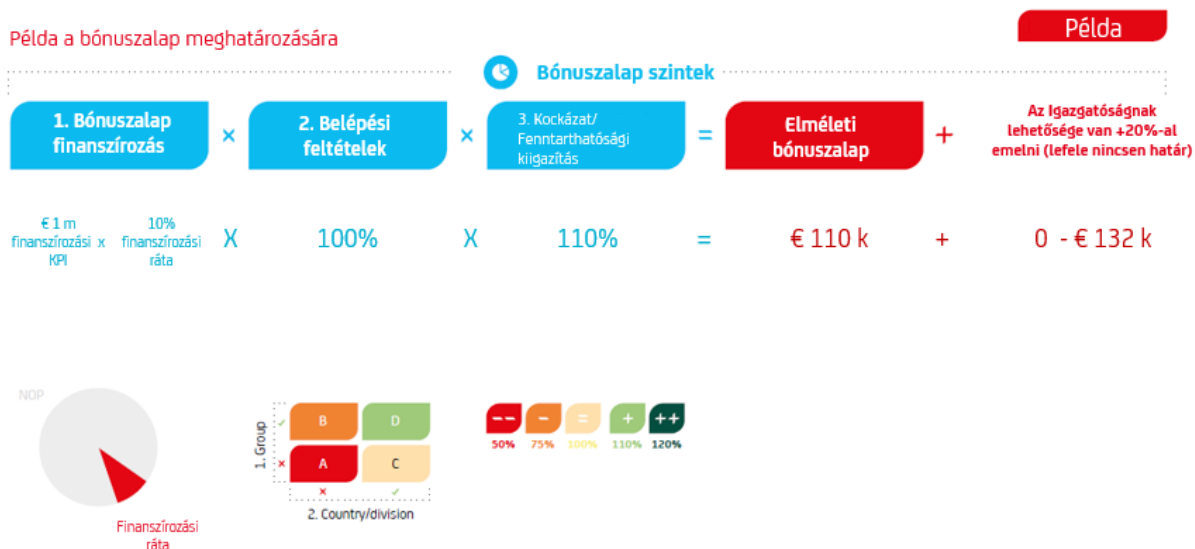 Példa
Példa a bónuszalap meghatározására
Bónuszalap szintek
1. Bónuszalap
finanszírozás
×
2. Belépési
feltételek
×
3. Kockázat/
Fenntarthatósági
kiigazítás
=
Elméleti
bónuszalap
+
Az Igazgatóságnak
lehetősége van +20%-al
emelni (lefele nincsen határ)
€ 1 m
finanszírozási x
KPI
10%
finanszírozási
ráta
X
100%
X
110%
=
€ 110 k
+
0 - € 132 k
NOP
Finanszírozási
ráta
1. Group
B
D
A
C
2. Country/division
-- - = + ++
50% 75% 100% 110% 120%